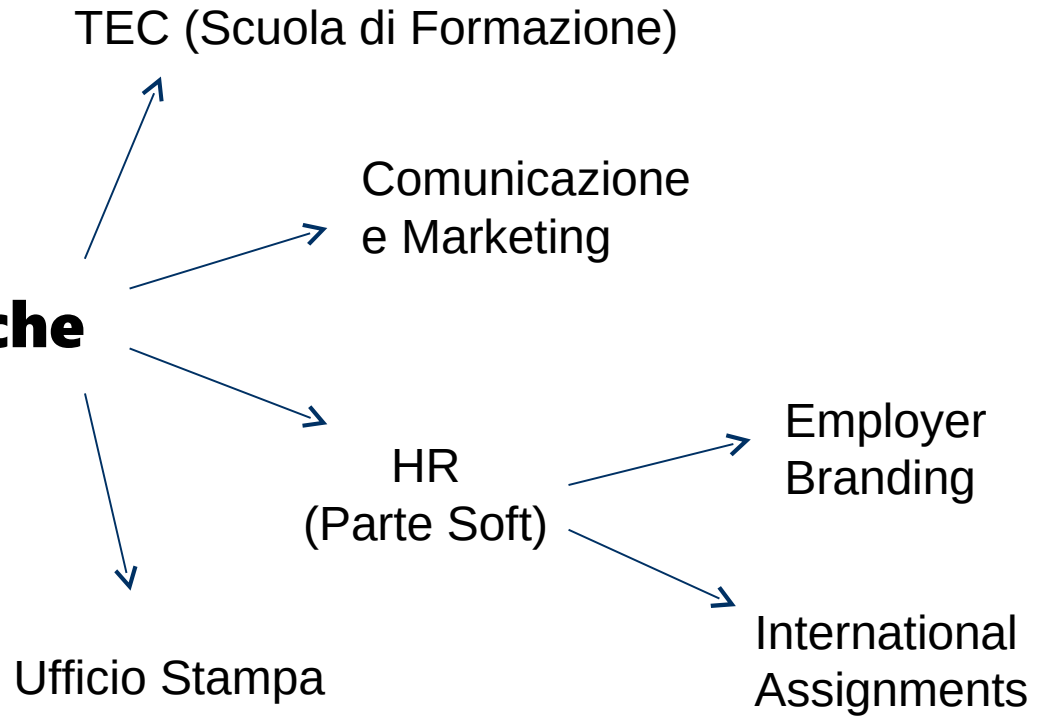 TEC (Scuola di Formazione)
Comunicazione
e Marketing
che
HR
(Parte Soft)
Employer
Branding
International
Assignments
Ufficio Stampa